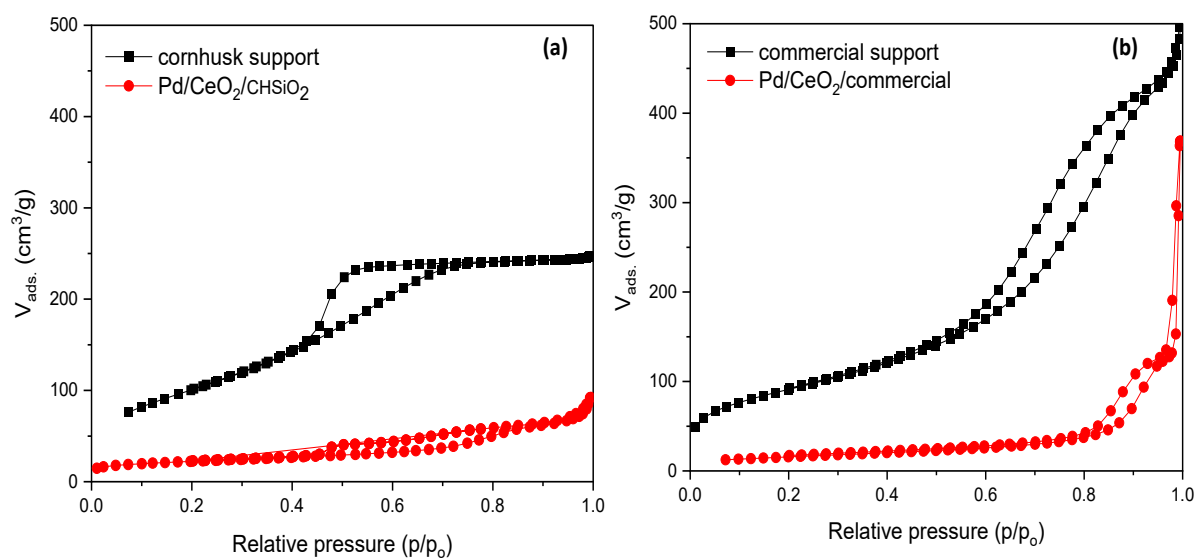 (a)
cornhusk support
Pd/CeO₂/CHSiO₂
500
400
300
200
100
0
V ads. (cm³/g)
0.0 0.2 0.4 0.6 0.8 1.0
Relative pressure (p/pₒ)
(b)
commercial support
Pd/CeO₂/commercial
500
400
300
200
100
0
V ads. (cm³/g)
0.0 0.2 0.4 0.6 0.8 1.0
Relative pressure (p/pₒ)